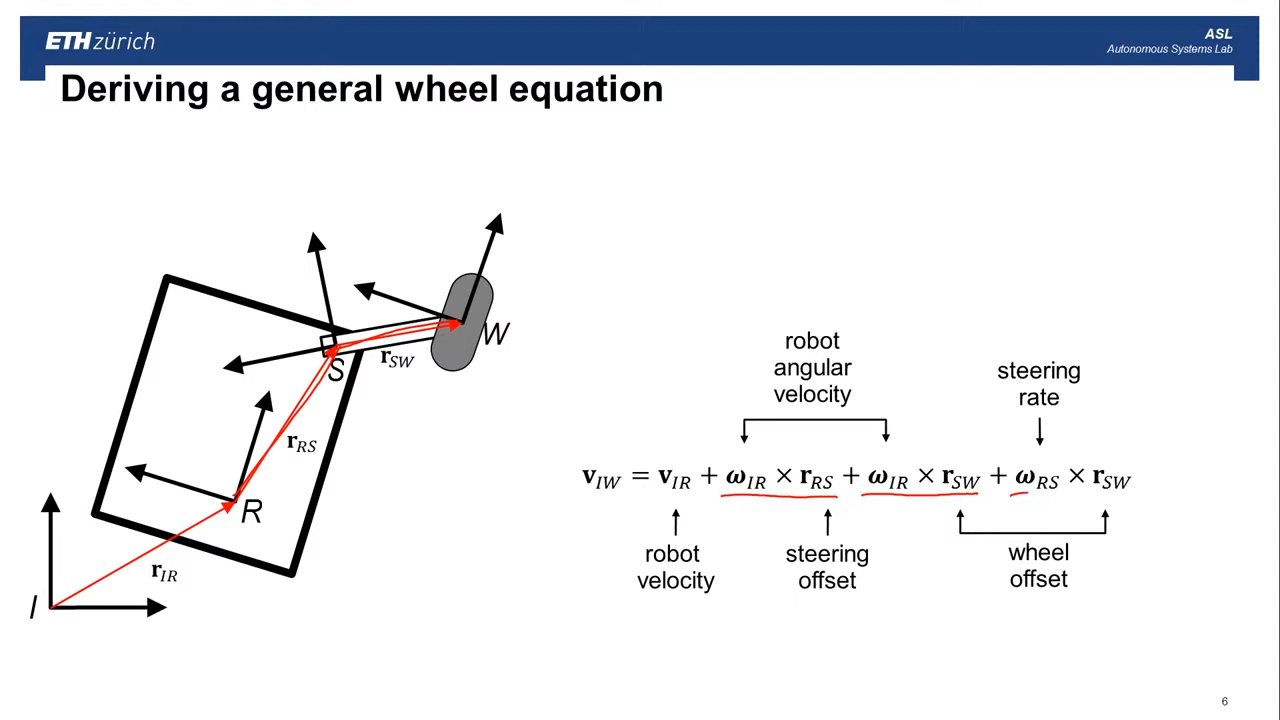 ETH zürich
ASL
Autonomous Systems Lab
Deriving a general wheel equation
W
S
r_SW
r_RS
R
r_IR
I
robot
angular
velocity
steering
rate
v_IW = v_IR + ω_IR × r_RS + ω_IR × r_SW + ω_RS × r_SW
robot
velocity
steering
offset
wheel
offset
6